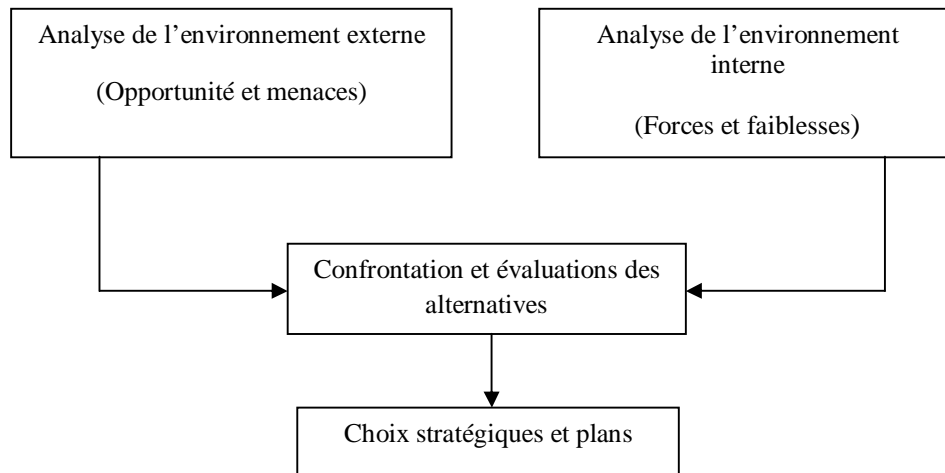 Analyse de l’environnement externe
(Opportunité et menaces)
Analyse de l’environnement
interne
(Forces et faiblesses)
Confrontation et évaluations des
alternatives
Choix stratégiques et plans